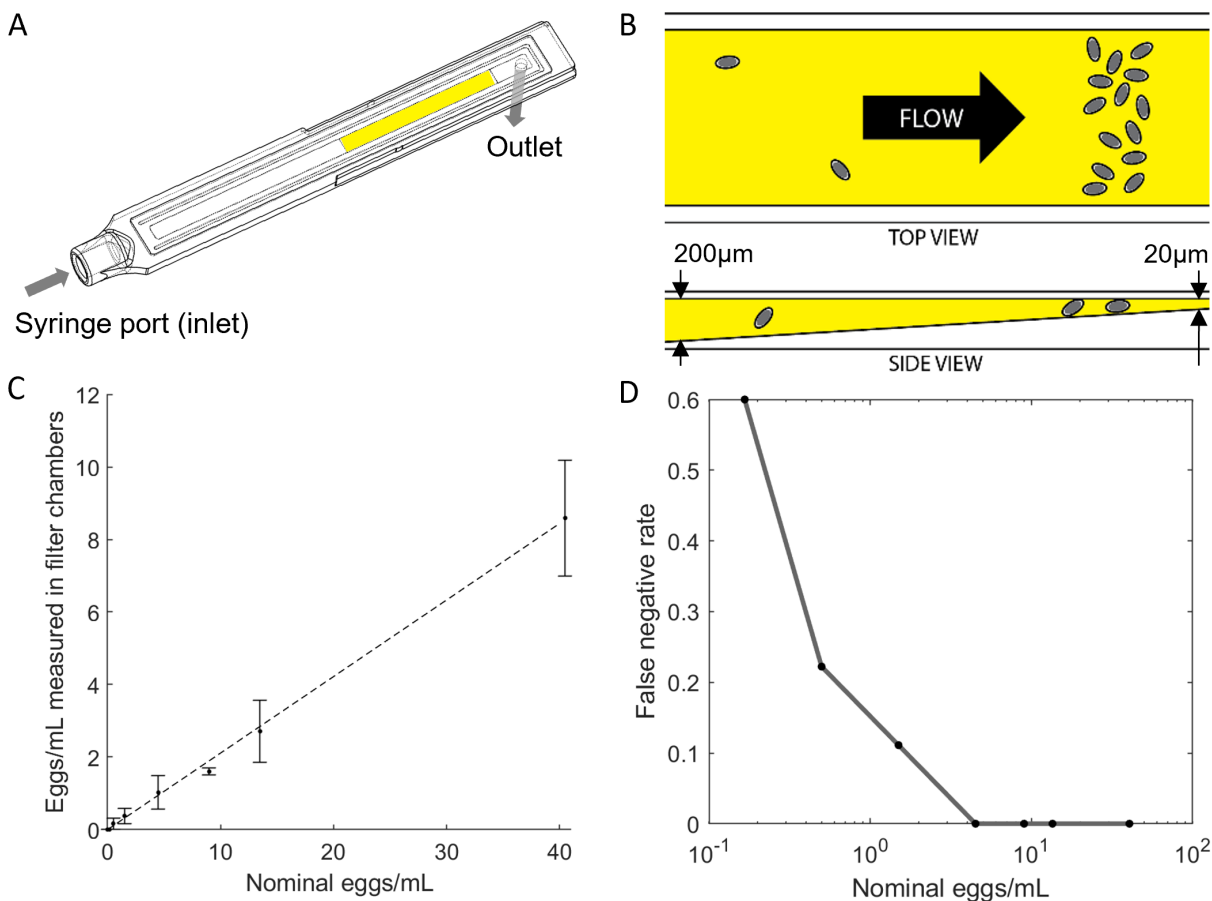 A
Outlet
Syringe port (inlet)
B
FLOW
TOP VIEW
200μm
20μm
SIDE VIEW
C
12
10
8
6
4
2
0
Eggs/mL measured in filter chambers
0
10
20
30
40
Nominal eggs/mL
D
0.6
0.5
0.4
0.3
0.2
0.1
0
False negative rate
10^-1
10^0
10^1
10^2
Nominal eggs/mL